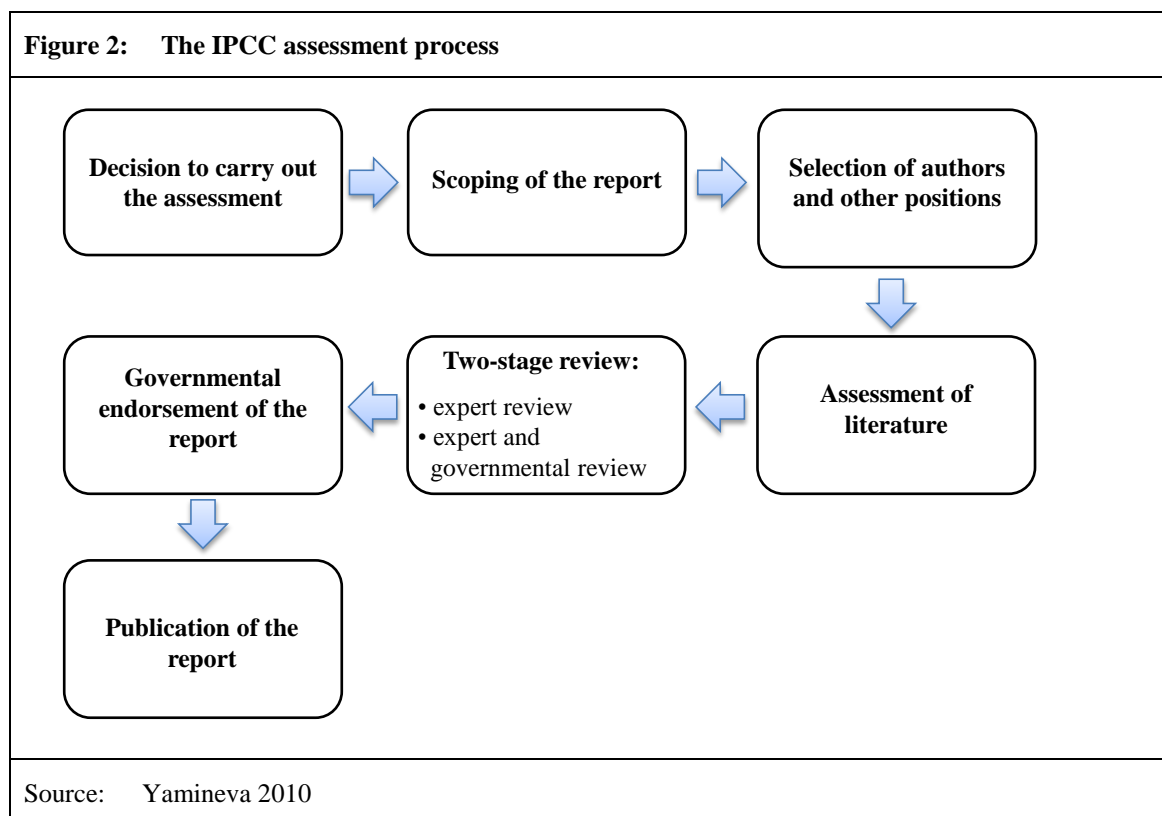 Figure 2: The IPCC assessment process
Decision to carry out
the assessment
Scoping of the report
Selection of authors
and other positions
Assessment of
literature
Two-stage review:
• expert review
• expert and
governmental review
Governmental
endorsement of the
report
Publication of the
report
Source: Yamineva 2010